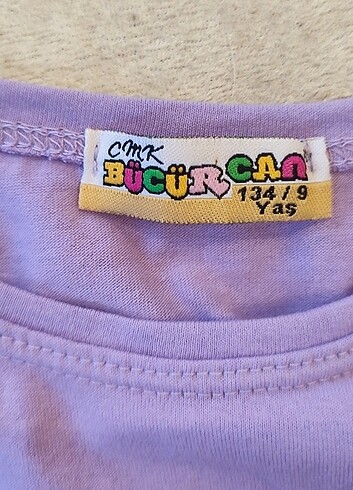 CMK
BÜCÜR CAN
134 / 9
Yaş